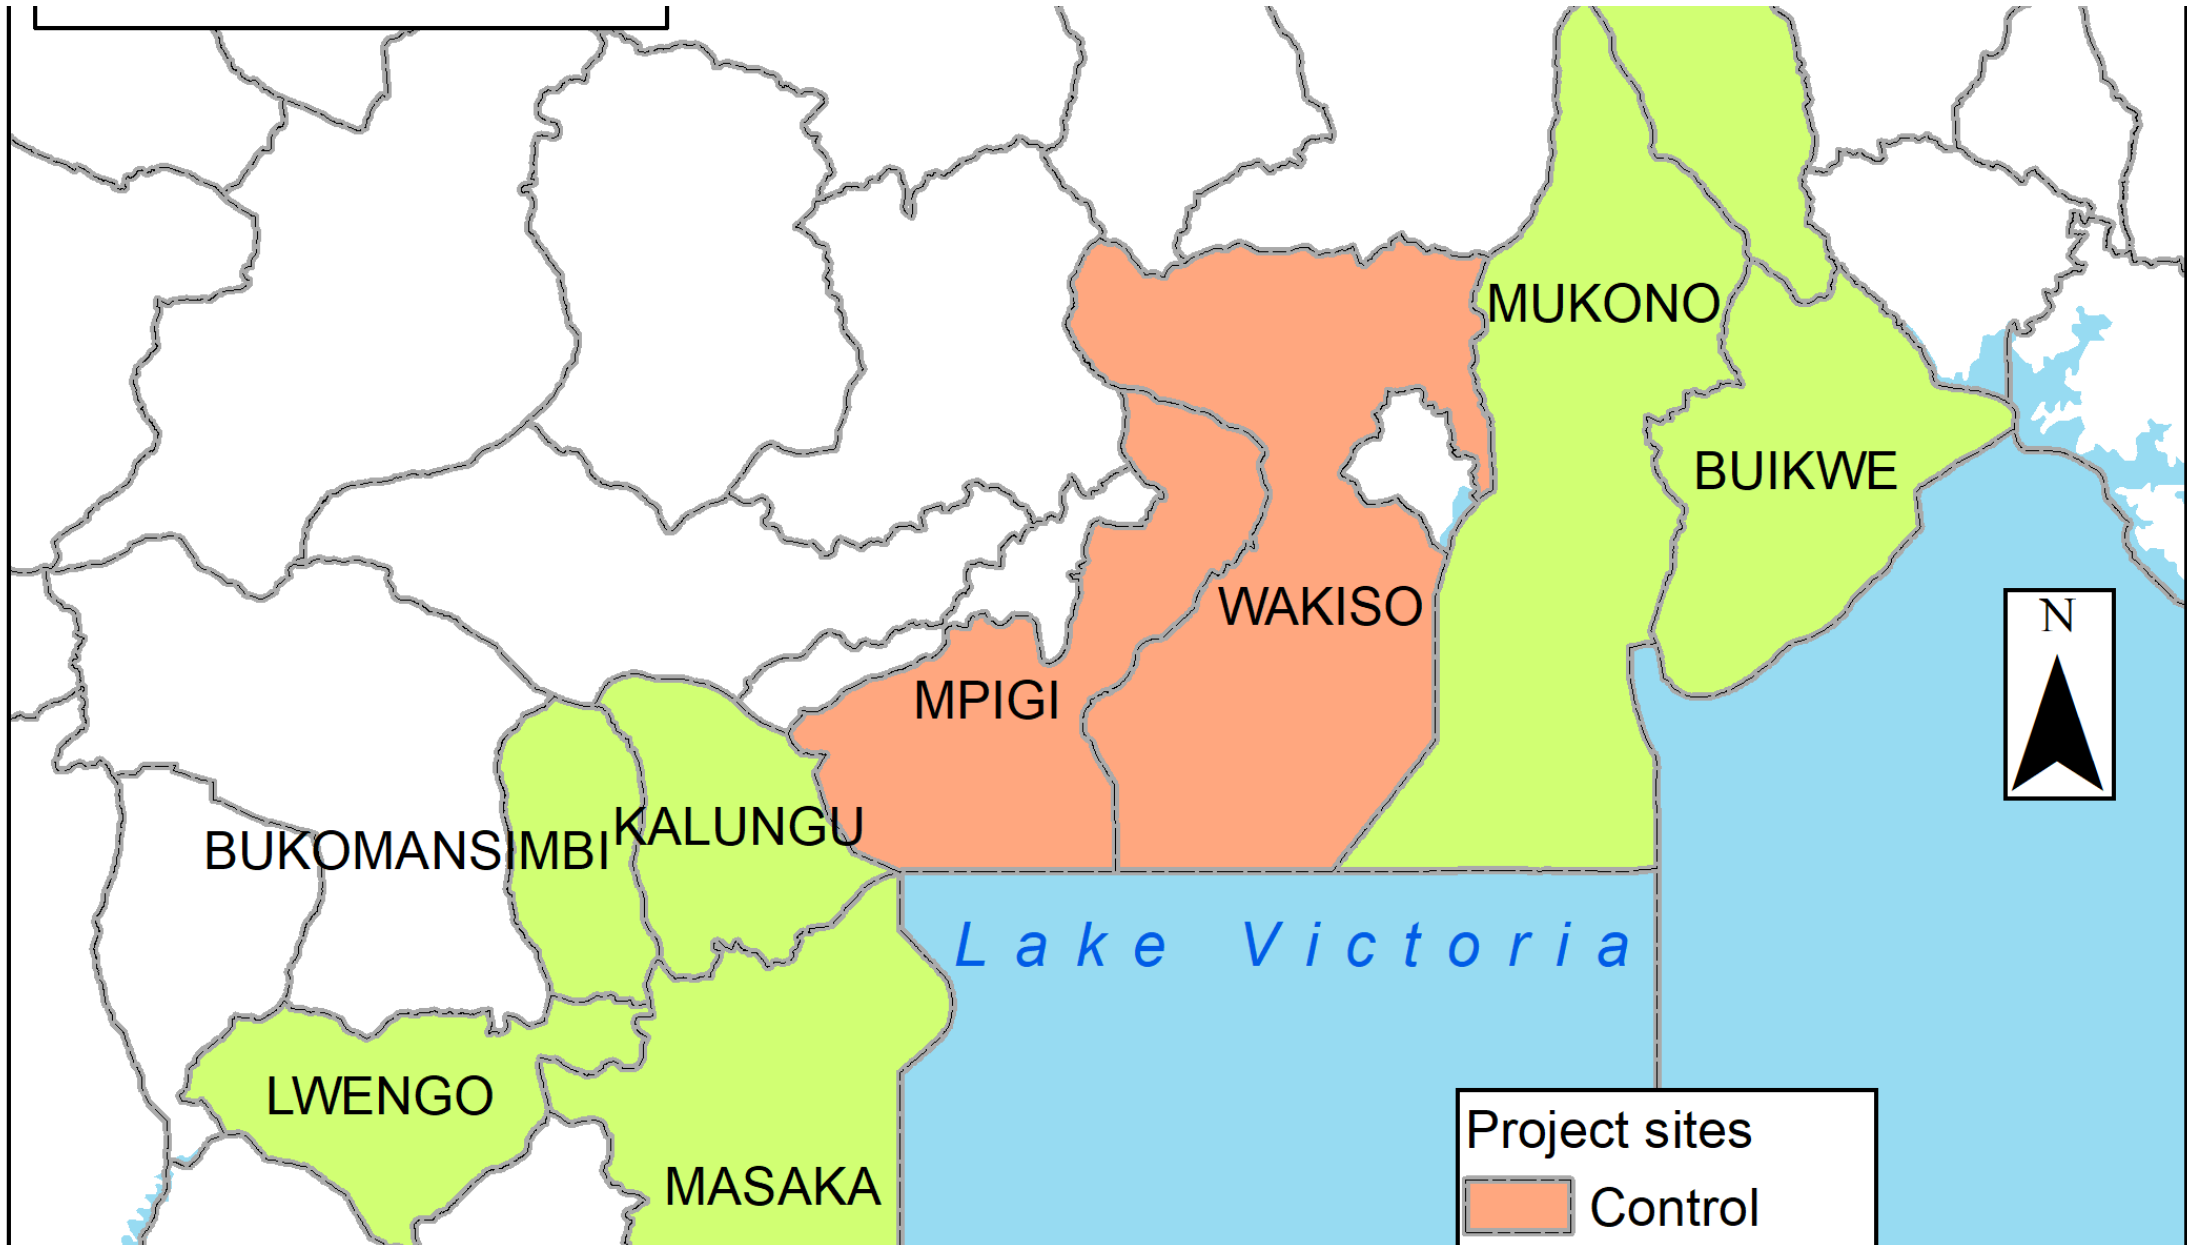 MUKONO
BUIKWE
WAKISO
N
MPIGI
KALUNGU
BUKOMANSIMBI
Lake Victoria
LWENGO
MASAKA
Project sites
Control